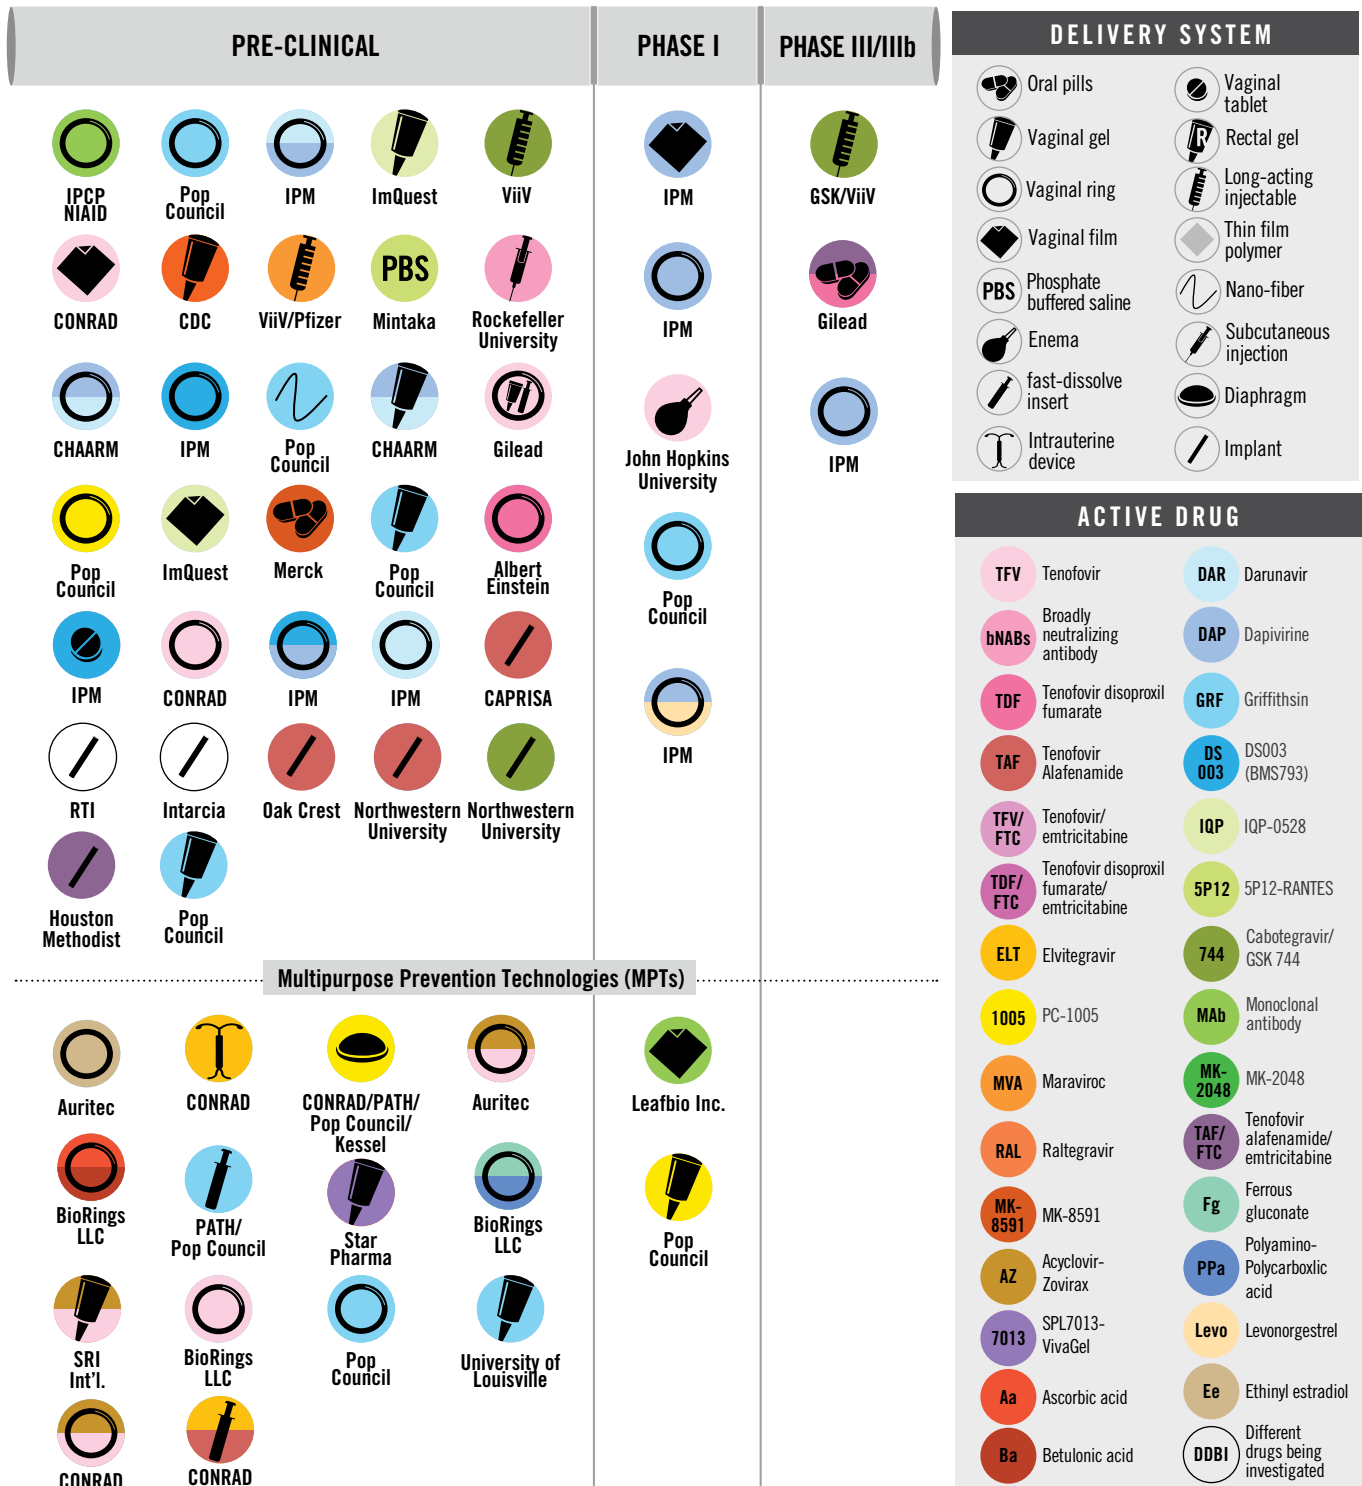 PRE-CLINICAL
PHASE I
PHASE III/IIIb
IPCP
NIAID
Pop
Council
IPM
ImQuest
ViiV
IPM
GSK/ViiV
CONRAD
CDC
ViiV/Pfizer
PBS
Mintaka
Rockefeller
University
IPM
Gilead
CHAARM
IPM
Pop
Council
CHAARM
Gilead
John Hopkins
University
IPM
Pop
Council
ImQuest
Merck
Pop
Council
Albert
Einstein
Pop
Council
IPM
CONRAD
IPM
IPM
CAPRISA
IPM
RTI
Intarcia
Oak Crest
Northwestern
University
Northwestern
University
Houston
Methodist
Pop
Council
Multipurpose Prevention Technologies (MPTs)
Auritec
CONRAD
CONRAD/PATH/
Pop Council/
Kessel
Auritec
Leafbio Inc.
BioRings
LLC
PATH/
Pop Council
Star
Pharma
BioRings
LLC
Pop
Council
SRI
Int'l.
BioRings
LLC
Pop
Council
University of
Louisville
CONRAD
CONRAD
DELIVERY SYSTEM
Oral pills
Vaginal
tablet
Vaginal gel
R
Rectal gel
Vaginal ring
Long-acting
injectable
Vaginal film
Thin film
polymer
PBS
Phosphate
buffered saline
Nano-fiber
Enema
Subcutaneous
injection
fast-dissolve
insert
Diaphragm
Intrauterine
device
Implant
ACTIVE DRUG
TFV
Tenofovir
DAR
Darunavir
bNABs
Broadly
neutralizing
antibody
DAP
Dapivirine
TDF
Tenofovir disoproxil
fumarate
GRF
Griffithsin
TAF
Tenofovir
Alafenamide
DS
003
DS003
(BMS793)
TFV/
FTC
Tenofovir/
emtricitabine
IQP
IQP-0528
TDF/
FTC
Tenofovir disoproxil
fumarate/
emtricitabine
5P12
5P12-RANTES
ELT
Elvitegravir
744
Cabotegravir/
GSK 744
1005
PC-1005
MAb
Monoclonal
antibody
MVA
Maraviroc
MK-
2048
MK-2048
RAL
Raltegravir
TAF/
FTC
Tenofovir
alafenamide/
emtricitabine
MK-
8591
MK-8591
Fg
Ferrous
gluconate
AZ
Acyclovir-
Zovirax
PPa
Polyamino-
Polycarboxlic
acid
7013
SPL7013-
VivaGel
Levo
Levonorgestrel
Aa
Ascorbic acid
Ee
Ethinyl estradiol
Ba
Betulonic acid
DDBI
Different
drugs being
investigated